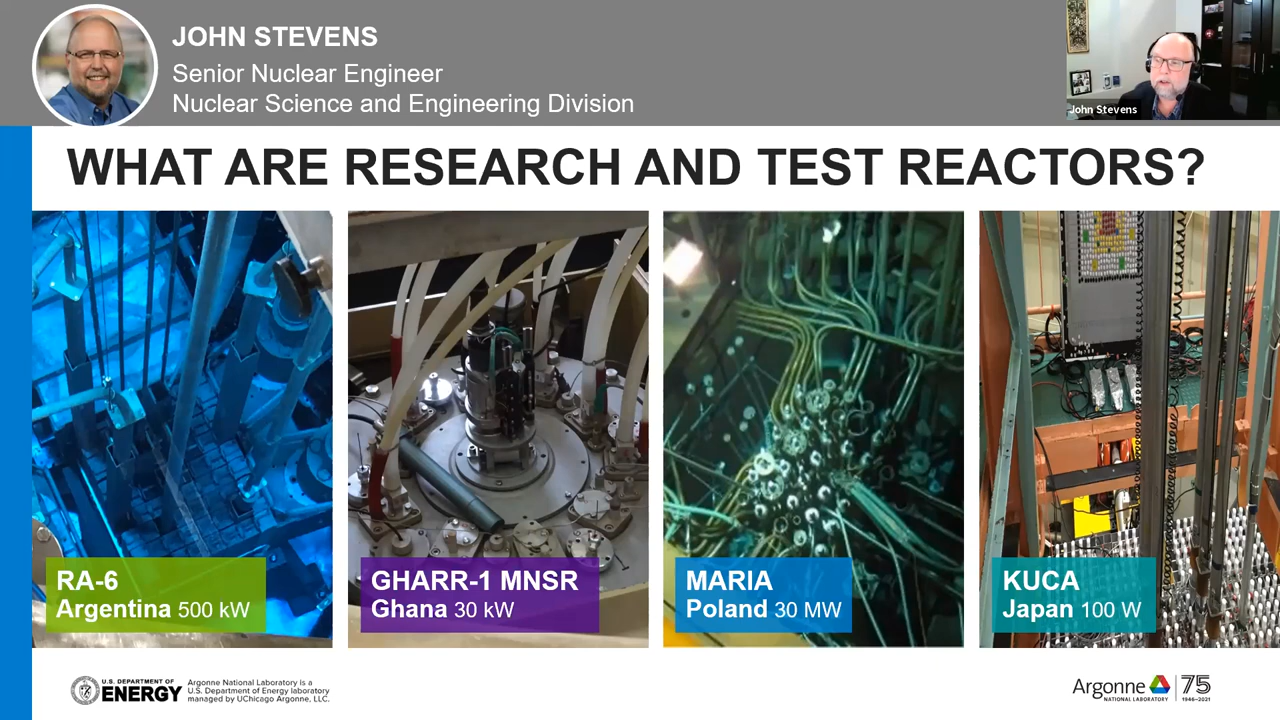 JOHN STEVENS
Senior Nuclear Engineer
Nuclear Science and Engineering Division
John Stevens
WHAT ARE RESEARCH AND TEST REACTORS?
RA-6
Argentina 500 kW
GHARR-1 MNSR
Ghana 30 kW
MARIA
Poland 30 MW
KUCA
Japan 100 W
U.S. DEPARTMENT OF
ENERGY
Argonne National Laboratory is a
U.S. Department of Energy laboratory
managed by UChicago Argonne, LLC.
Argonne
NATIONAL LABORATORY
75
1946–2021